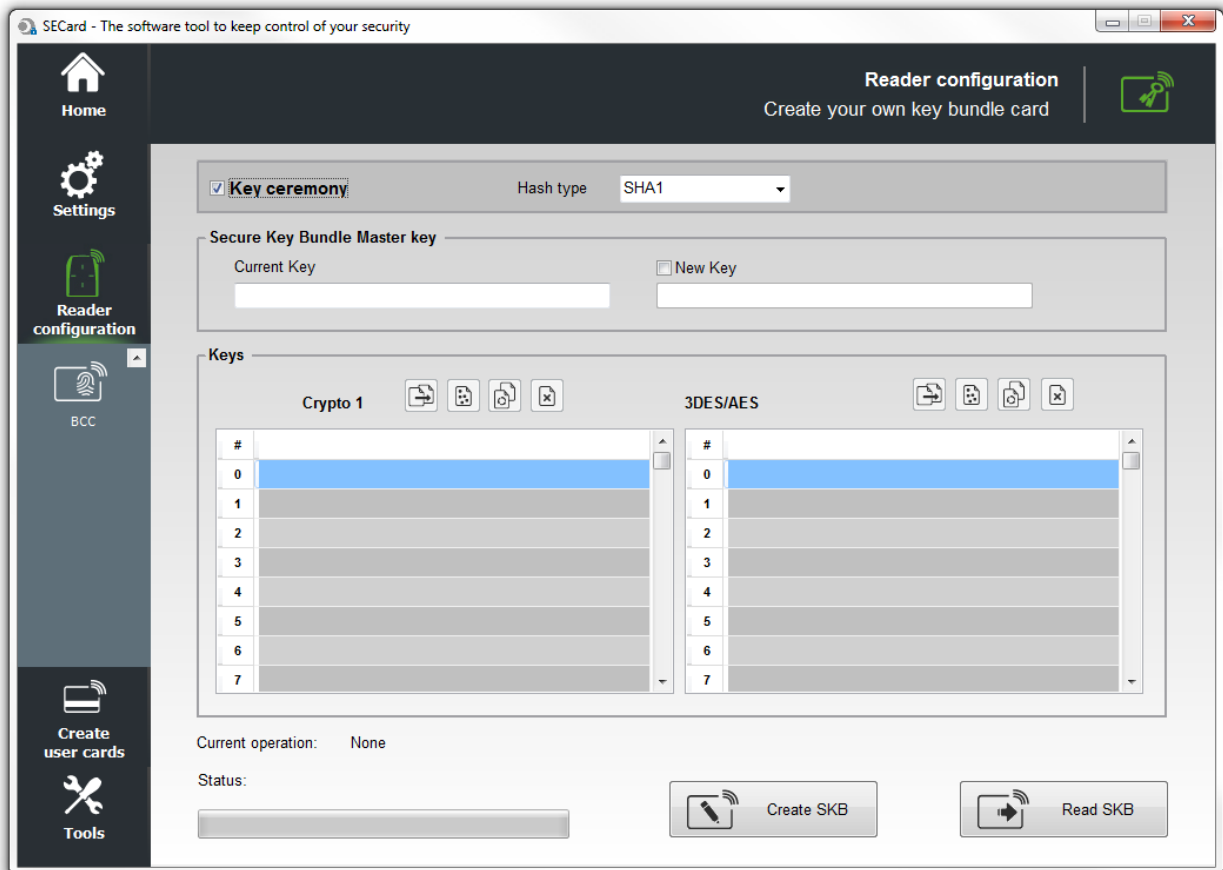 SECard - The software tool to keep control of your security
Home
Reader configuration
Create your own key bundle card
Settings
Reader
configuration
BCC
Create
user cards
Tools
Key ceremony
Hash type
SHA1
Secure Key Bundle Master key
Current Key
New Key
Keys
Crypto 1
3DES/AES
#
0
1
2
3
4
5
6
7
#
0
1
2
3
4
5
6
7
Current operation: None
Status:
Create SKB
Read SKB